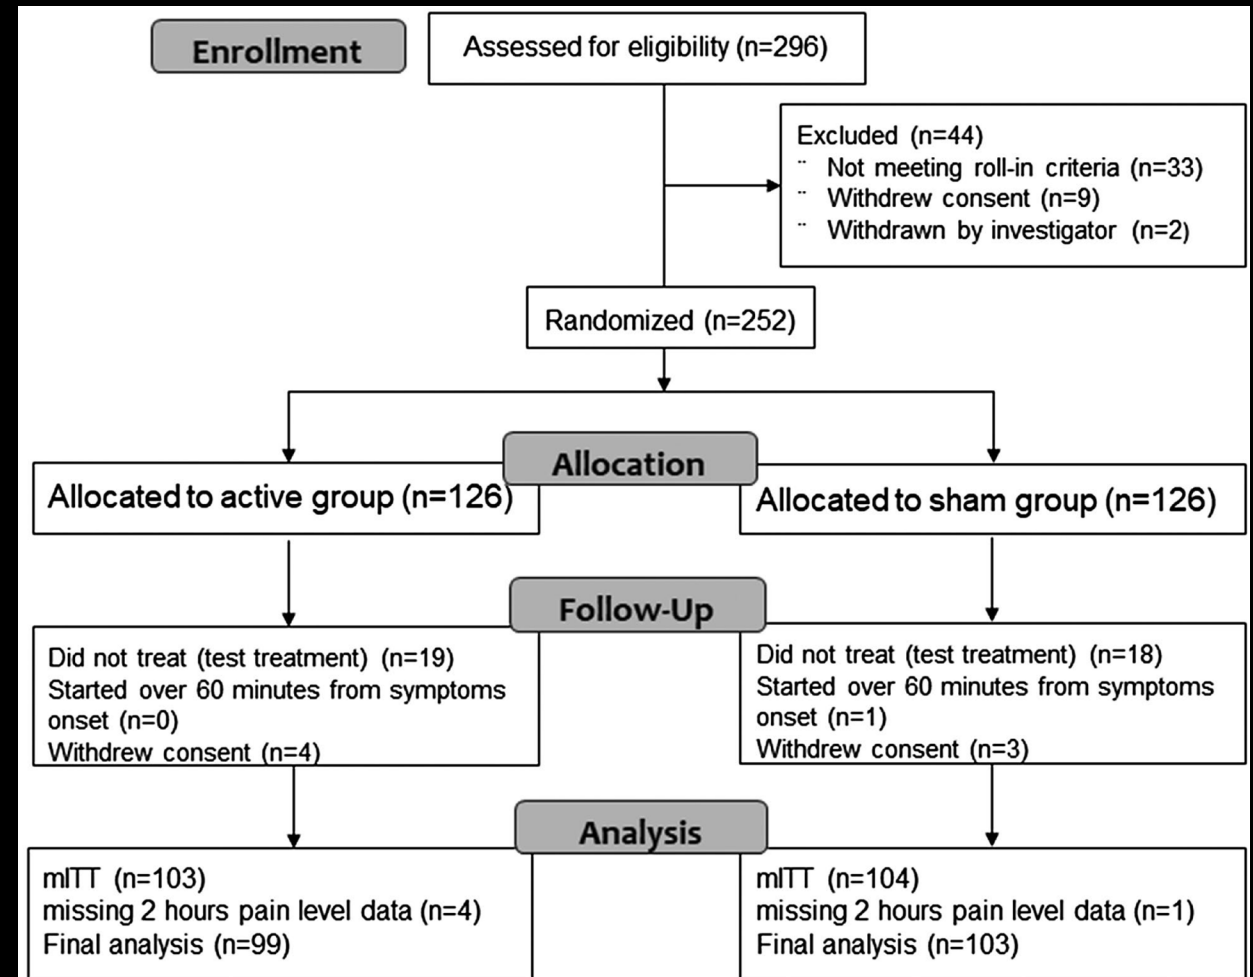 Enrollment
Assessed for eligibility (n=296)
Excluded (n=44)
¨ Not meeting roll-in criteria (n=33)
¨ Withdrew consent (n=9)
¨ Withdrawn by investigator (n=2)
Randomized (n=252)
Allocation
Allocated to active group (n=126)
Allocated to sham group (n=126)
Follow-Up
Did not treat (test treatment) (n=19)
Started over 60 minutes from symptoms
onset (n=0)
Withdrew consent (n=4)
Did not treat (test treatment) (n=18)
Started over 60 minutes from symptoms
onset (n=1)
Withdrew consent (n=3)
Analysis
mITT (n=103)
missing 2 hours pain level data (n=4)
Final analysis (n=99)
mITT (n=104)
missing 2 hours pain level data (n=1)
Final analysis (n=103)